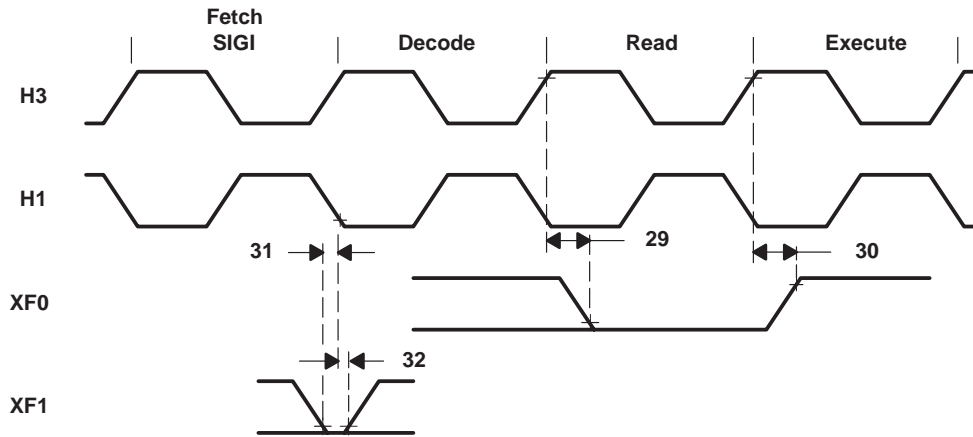 Fetch
SIGI Decode Read Execute
H3
H1
31 29 30
XF0
32
XF1